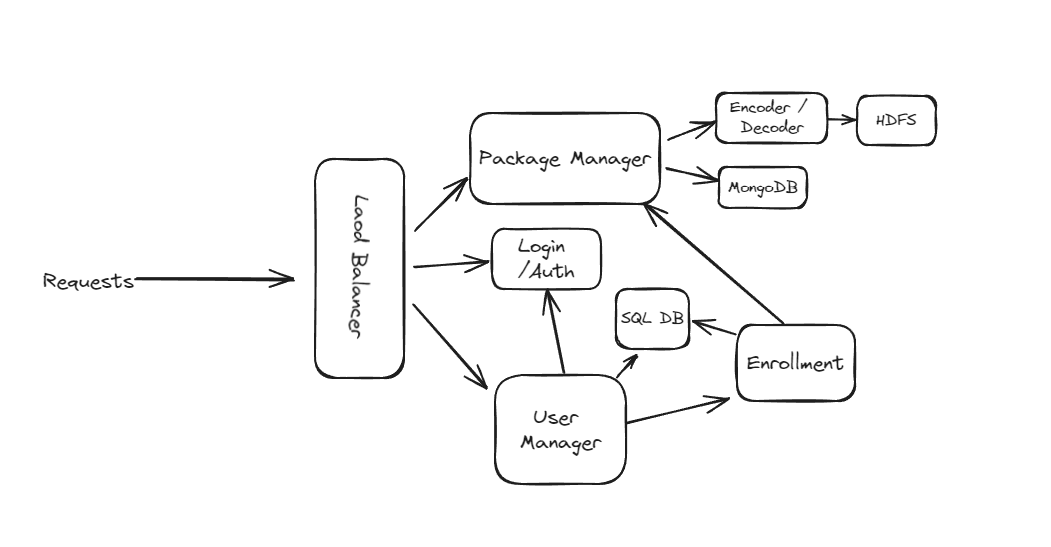 Requests
Laod Balancer
Package Manager
Encoder /
Decoder
HDFS
MongoDB
Login
/Auth
SQL DB
Enrollment
User
Manager